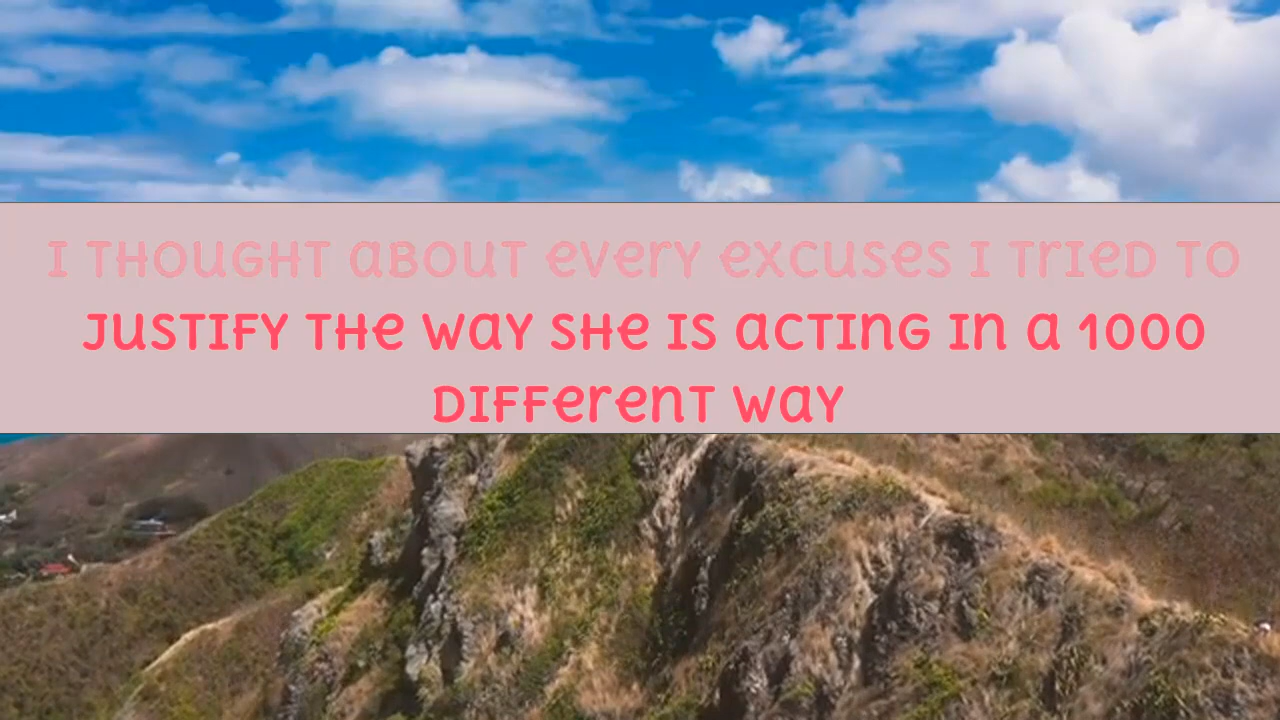 I THOUGHT aBOUT everY excuses I TrIeD TO
JUSTIFY THe way SHe IS aCTING In a 1000
DIFFerenT way